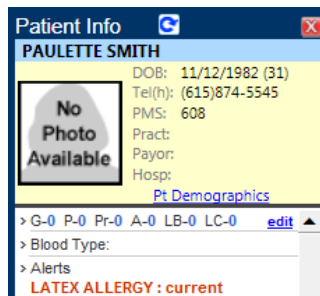 Patient Info
PAULETTE SMITH
No
Photo
Available
DOB: 11/12/1982 (31)
Tel(h): (615)874-5545
PMS: 608
Pract:
Payor:
Hosp:
Pt Demographics
> G-0 P-0 Pr-0 A-0 LB-0 LC-0 edit
> Blood Type:
> Alerts
LATEX ALLERGY : current